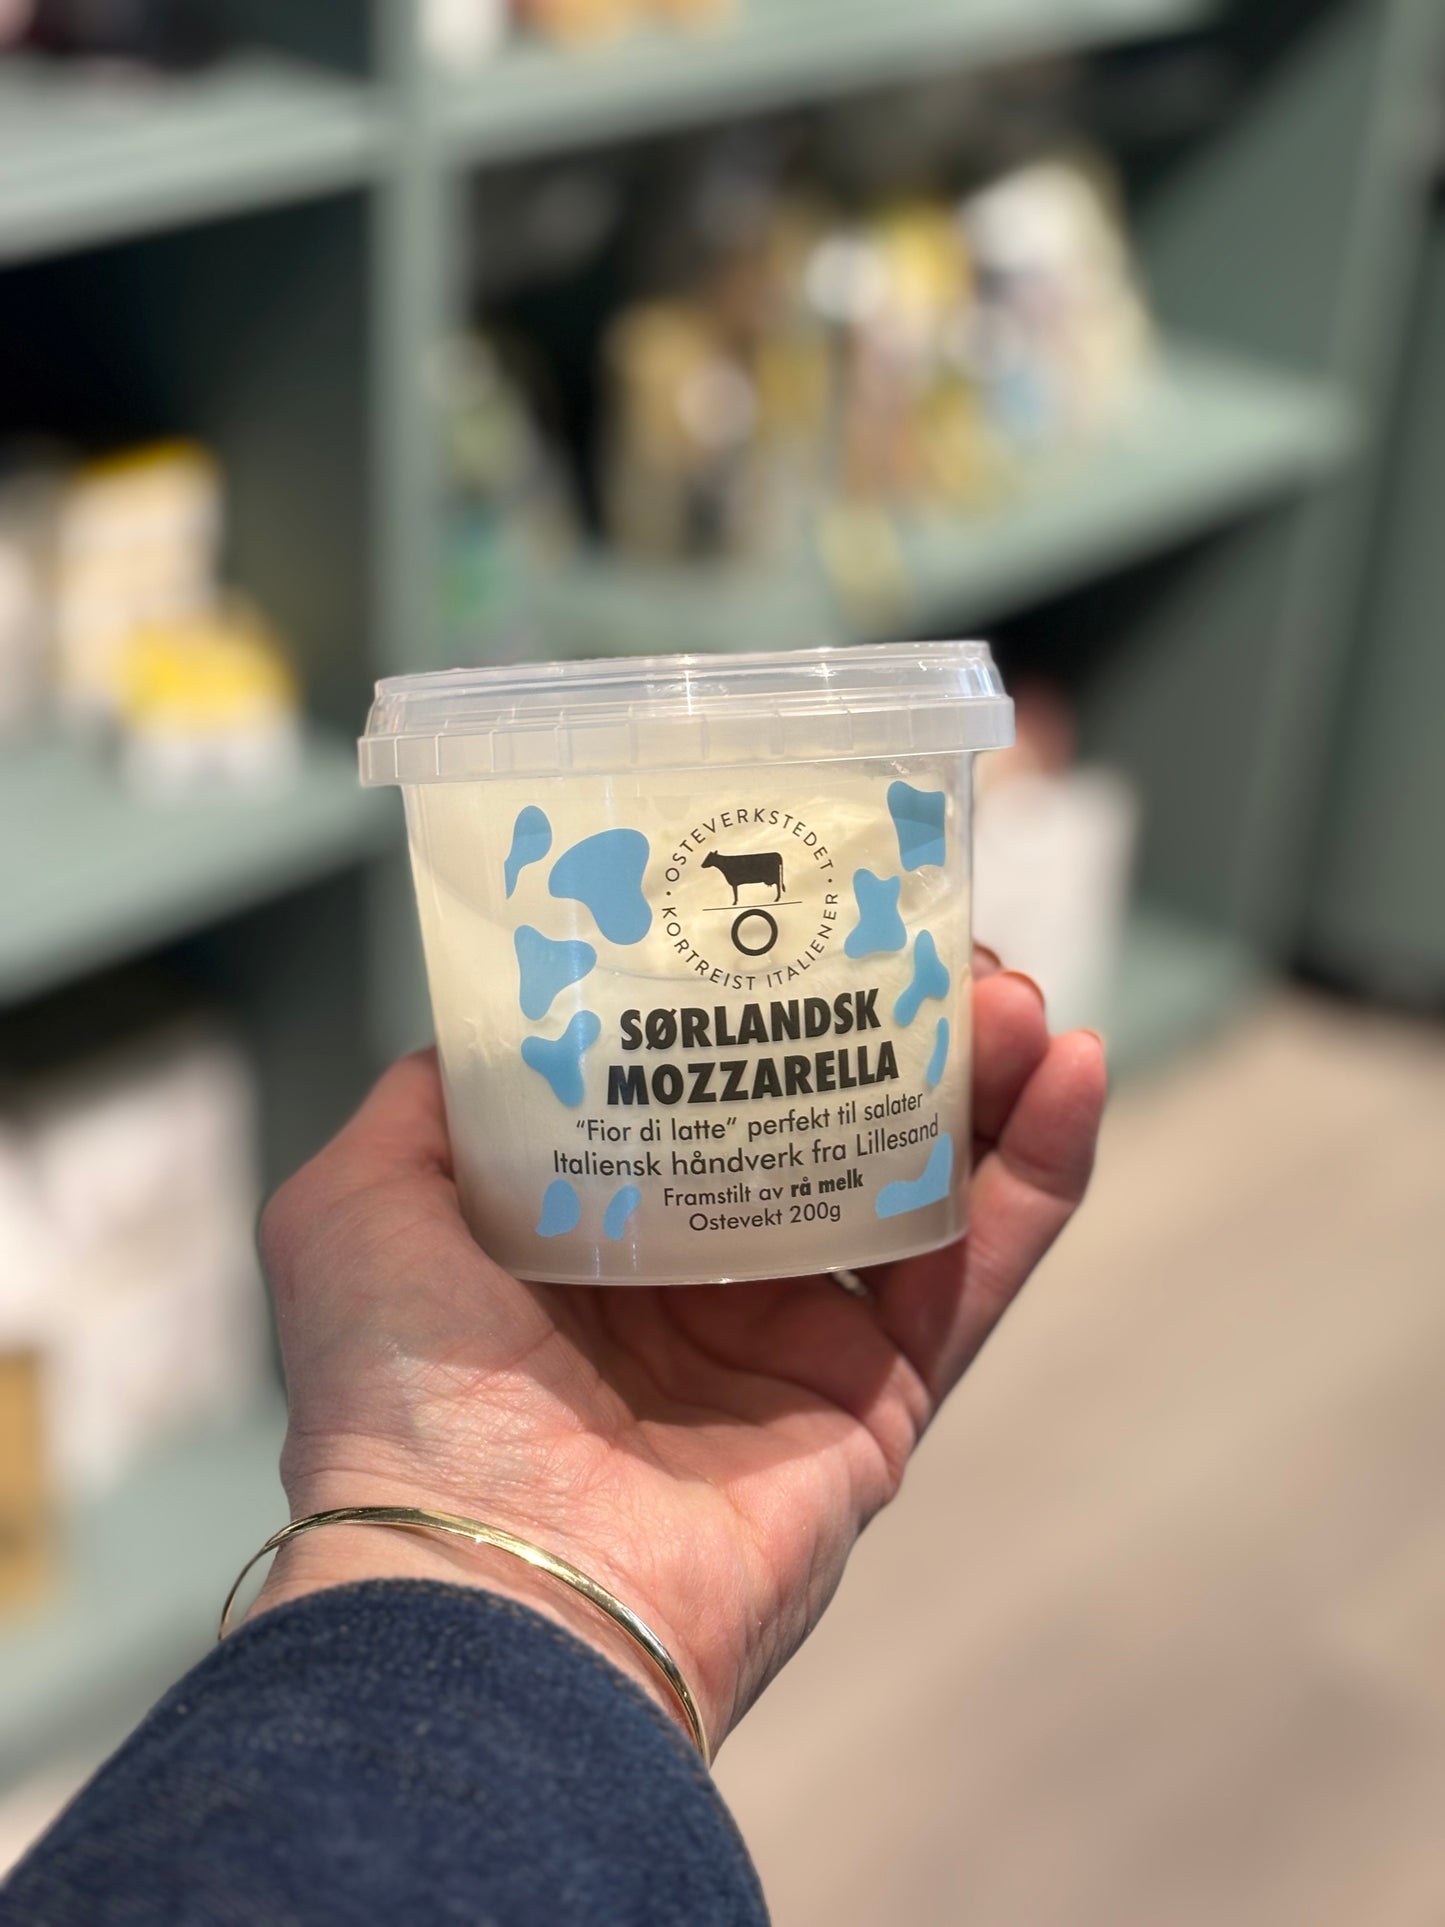 · OSTEVERKSTEDET ·
KORTREIST ITALIENER
SØRLANDSK
MOZZARELLA
“Fior di latte” perfekt til salater
Italiensk håndverk fra Lillesand
Framstilt av rå melk
Ostevekt 200g